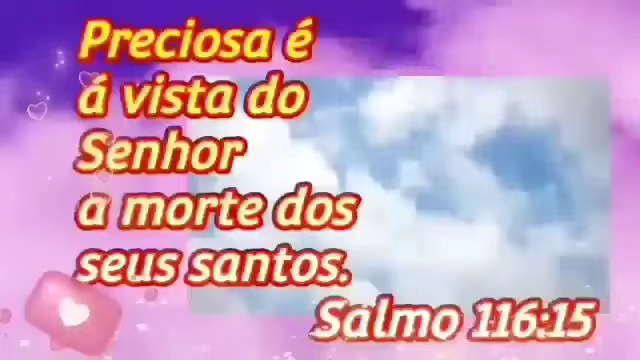 Preciosa é
á vista do
Senhor
a morte dos
seus santos.
Salmo 116:15